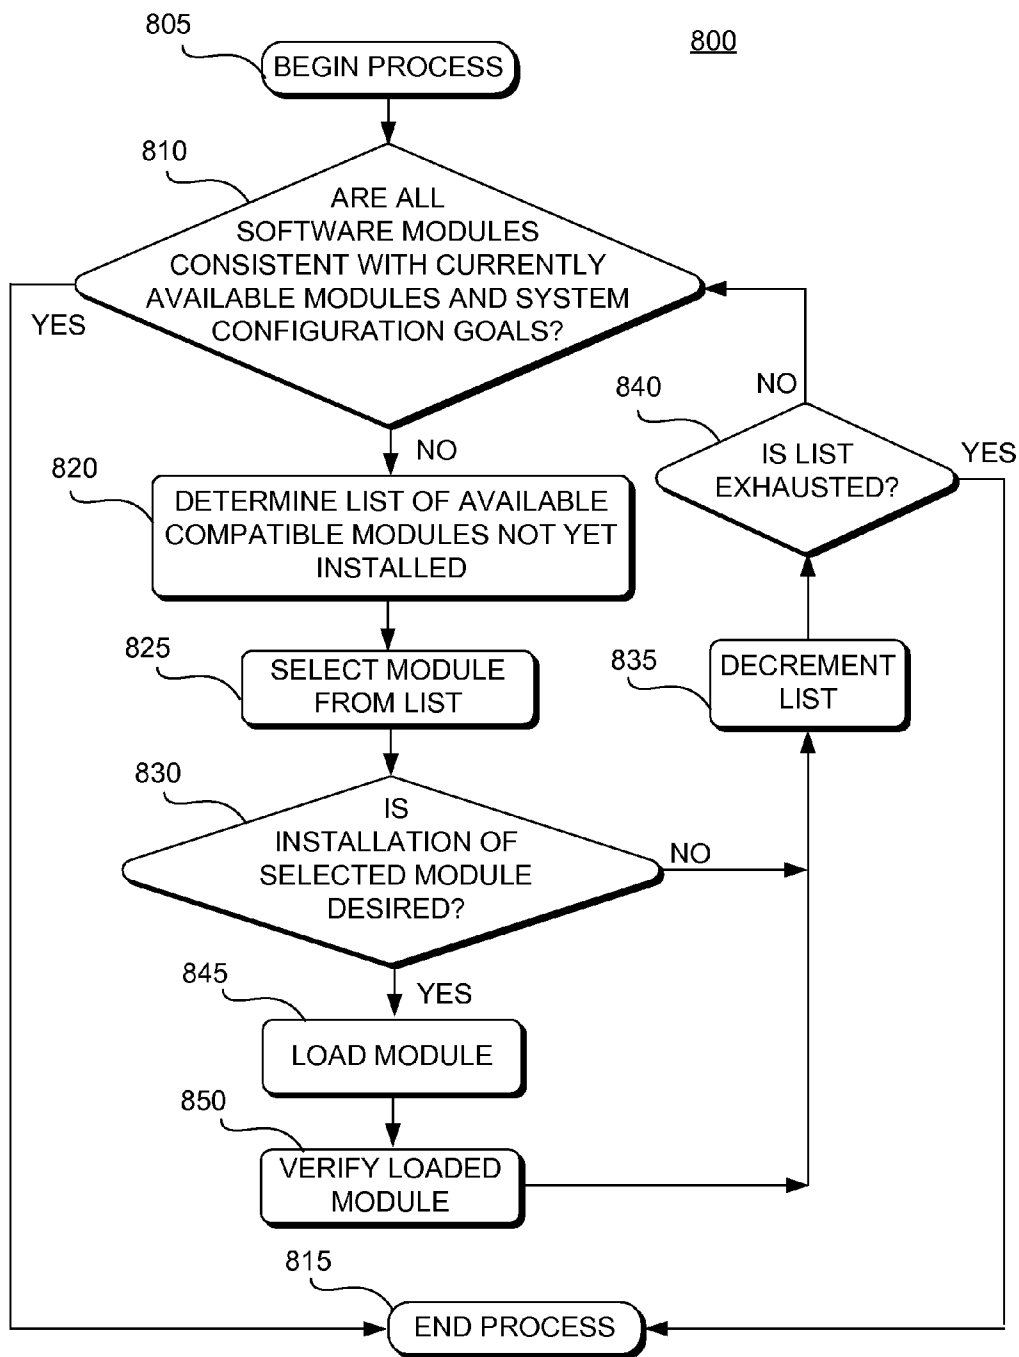 805
BEGIN PROCESS
800
810
ARE ALL
SOFTWARE MODULES
CONSISTENT WITH CURRENTLY
AVAILABLE MODULES AND SYSTEM
CONFIGURATION GOALS?
YES
NO
820
DETERMINE LIST OF AVAILABLE
COMPATIBLE MODULES NOT YET
INSTALLED
825
SELECT MODULE
FROM LIST
830
IS
INSTALLATION OF
SELECTED MODULE
DESIRED?
NO
YES
845
LOAD MODULE
850
VERIFY LOADED
MODULE
835
DECREMENT
LIST
840
IS LIST
EXHAUSTED?
NO
YES
815
END PROCESS